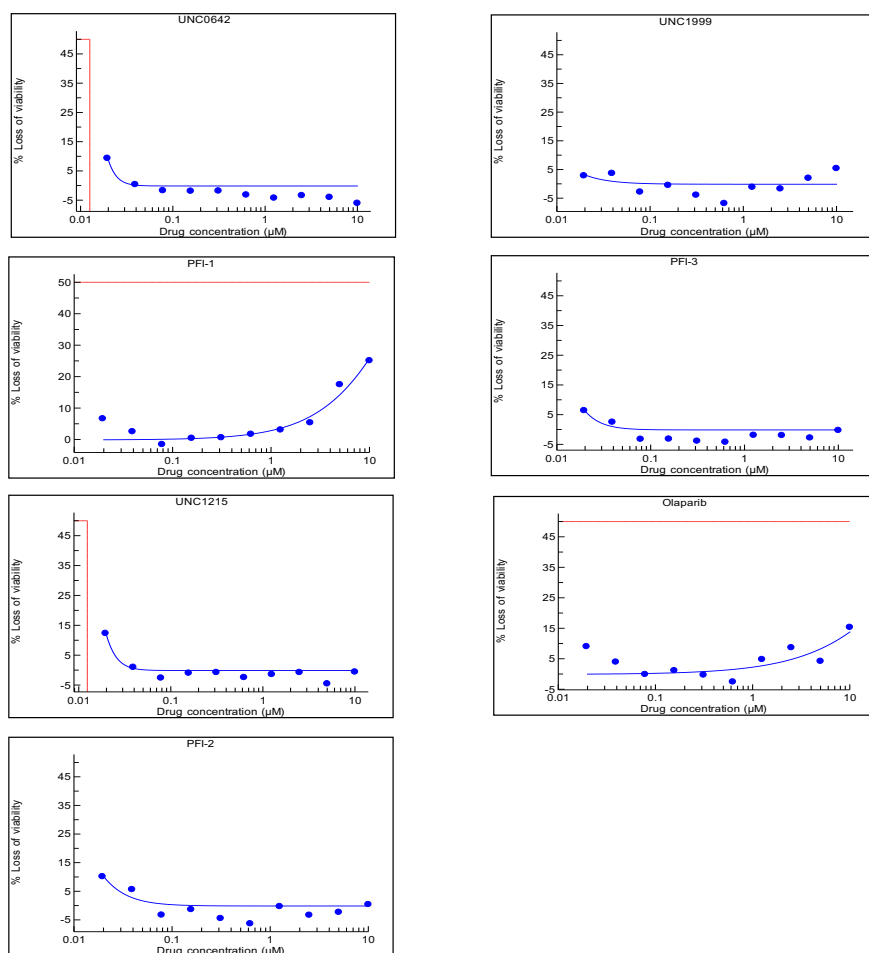 UNC0642
% Loss of viability
45
35
25
15
5
-5
0.01 0.1 1 10
Drug concentration (µM)
UNC1999
% Loss of viability
45
35
25
15
5
-5
0.01 0.1 1 10
Drug concentration (µM)
PFI-1
% Loss of viability
50
40
30
20
10
0
0.01 0.1 1 10
Drug concentration (µM)
PFI-3
% Loss of viability
45
35
25
15
5
-5
0.01 0.1 1 10
Drug concentration (µM)
UNC1215
% Loss of viability
45
35
25
15
5
-5
0.01 0.1 1 10
Drug concentration (µM)
Olaparib
% Loss of viability
45
35
25
15
5
-5
0.01 0.1 1 10
Drug concentration (µM)
PFI-2
% Loss of viability
45
35
25
15
5
-5
0.01 0.1 1 10
Drug concentration (µM)